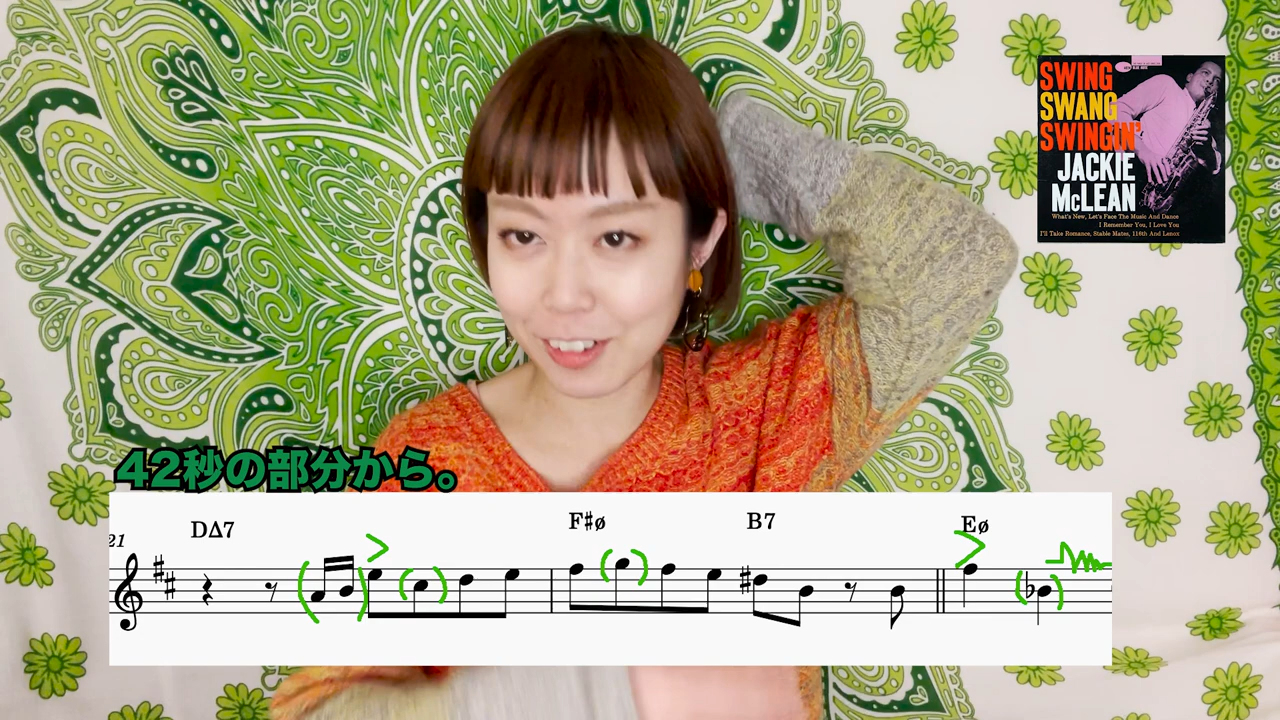 SWING
SWANG
SWINGIN'
JACKIE
McLEAN
What's New, Let's Face The Music And Dance
I Remember You, I Love You
I'll Take Romance, Stable Mates, 116th And Lenox
42秒の部分から。
21 DΔ7 F#ø B7 Eø